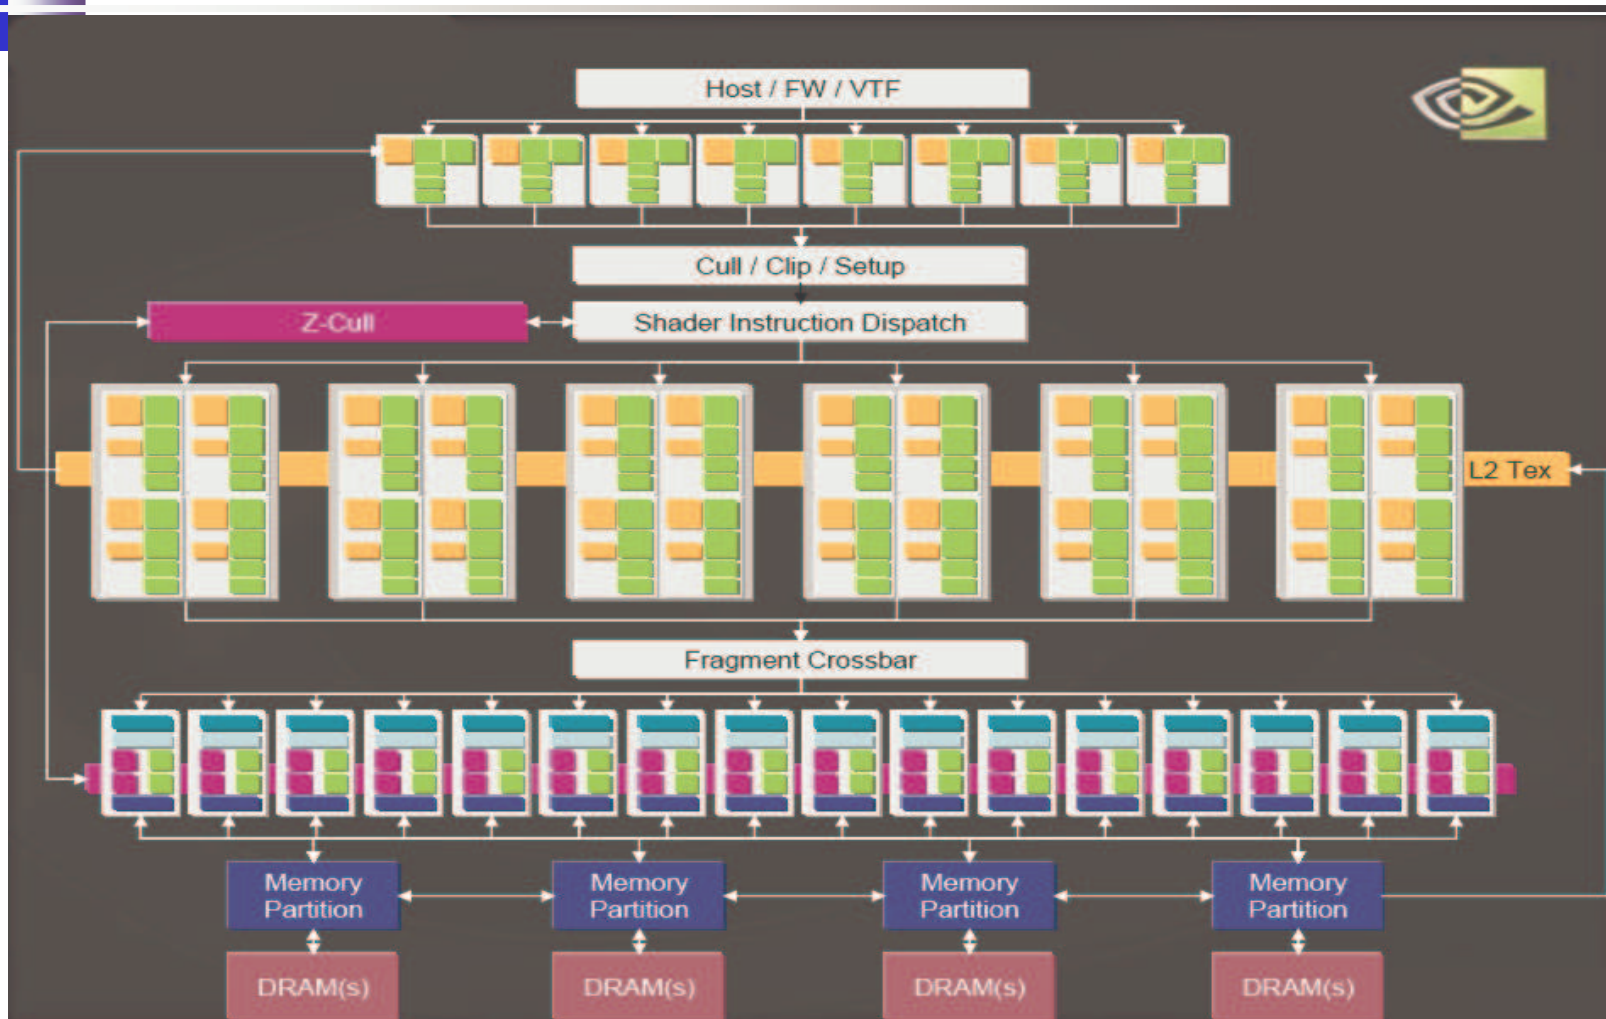 Host / FW / VTF
Cull / Clip / Setup
Z-Cull
Shader Instruction Dispatch
L2 Tex
Fragment Crossbar
Memory
Partition
Memory
Partition
Memory
Partition
Memory
Partition
DRAM(s)
DRAM(s)
DRAM(s)
DRAM(s)